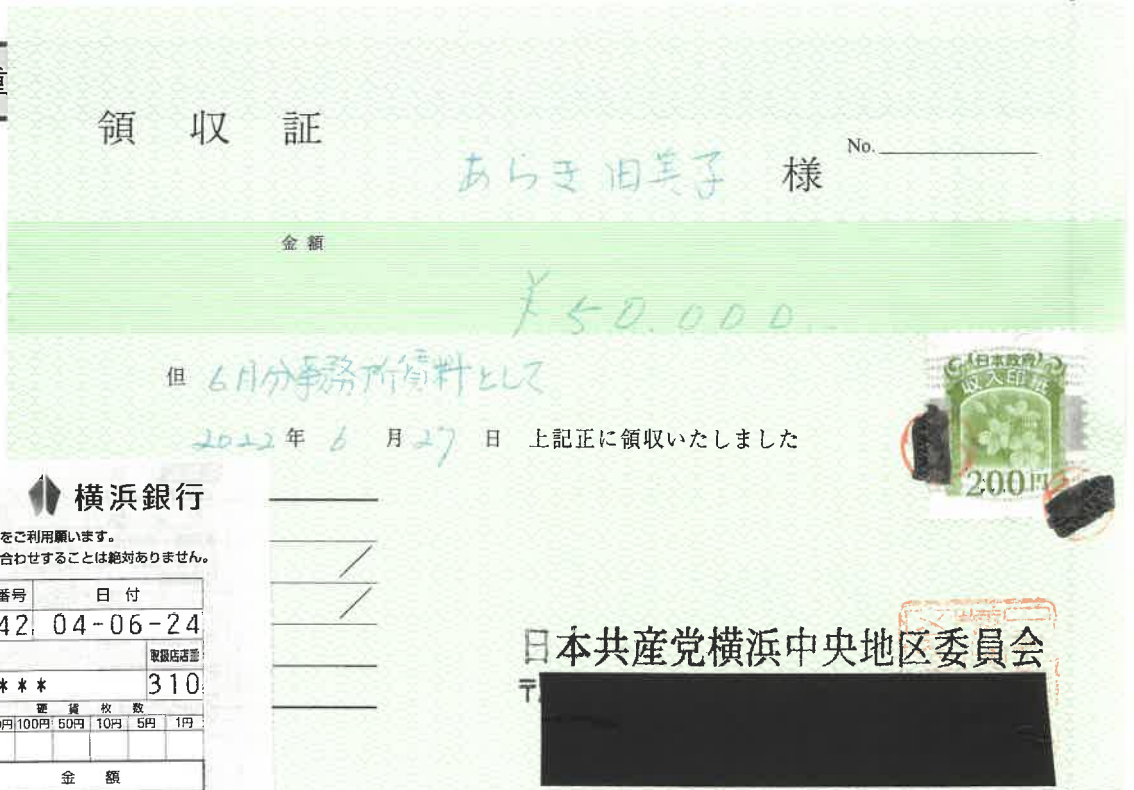 領収証
あらき由美子 様
No.
金額
¥50,000
但 6月分事務所賃料として
2022年 6月27日 上記正に領収いたしました
日本政府
収入印紙
200円
横浜銀行
をご利用願います。
合わせすることは絶対ありません。
番号 日付
42 04-06-24
取扱店店番
*** 310
硬貨枚数
円 100円 50円 10円 5円 1円
金額
日本共産党横浜中央地区委員会
〒